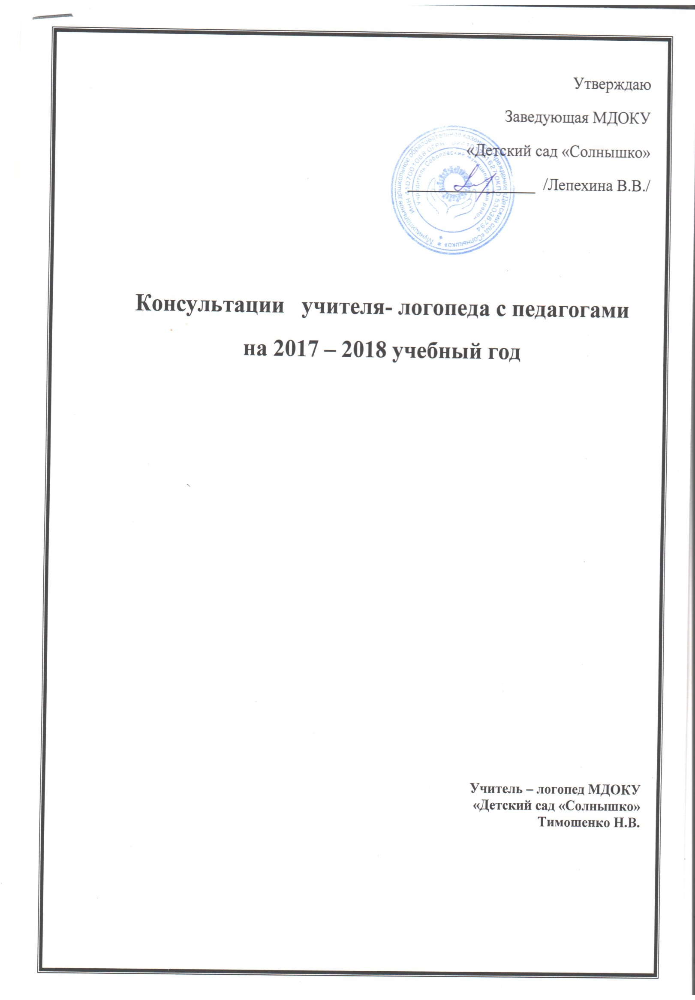 Утверждаю
Заведующая МДОКУ
«Детский сад «Солнышко»
/Лепехина В.В./
Муниципальное дошкольное образовательное казенное учреждение «Детский сад «Солнышко»
ИНН 4107001068 ОГРН ОКПО 53036794
Учредитель Соболевский муниципальный район
Консультации учителя- логопеда с педагогами
на 2017 – 2018 учебный год
Учитель – логопед МДОКУ
«Детский сад «Солнышко»
Тимошенко Н.В.